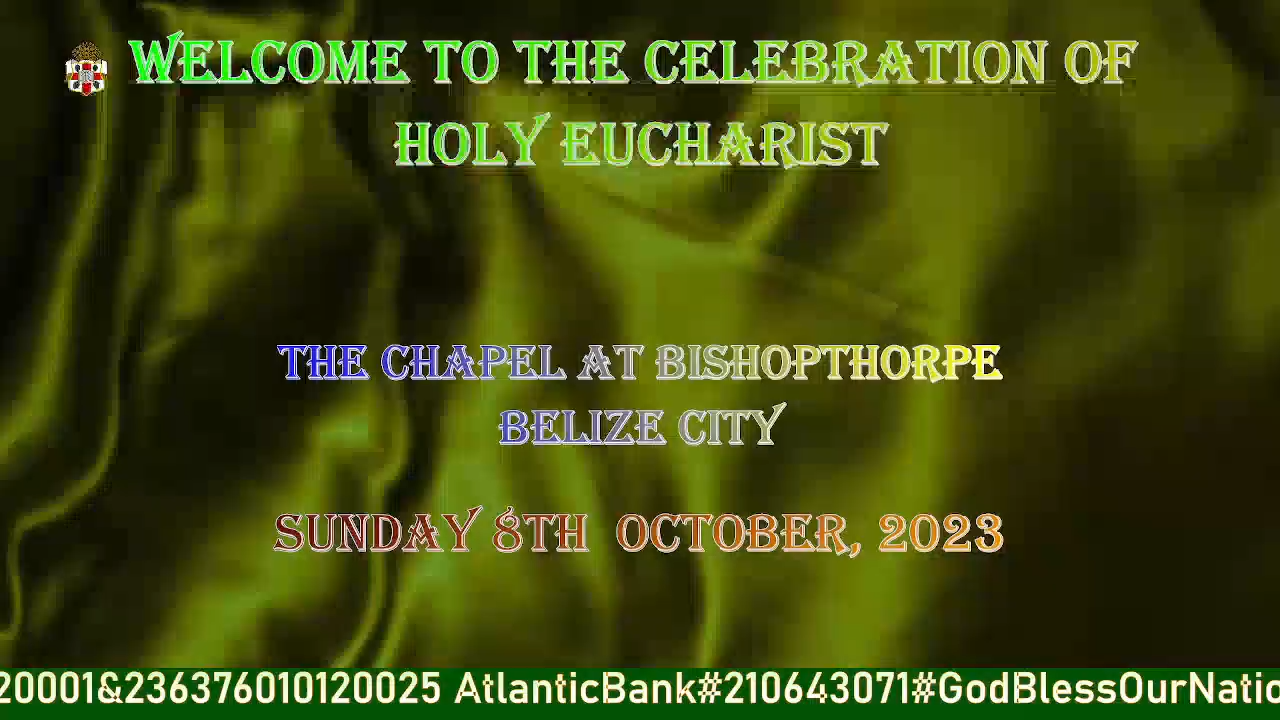 WELCOME TO THE CELEBRATION OF
HOLY EUCHARIST
THE CHAPEL AT BISHOPTHORPE
BELIZE CITY
SUNDAY 8TH OCTOBER, 2023
20001&236376010120025 AtlanticBank#210643071#GodBlessOurNatio